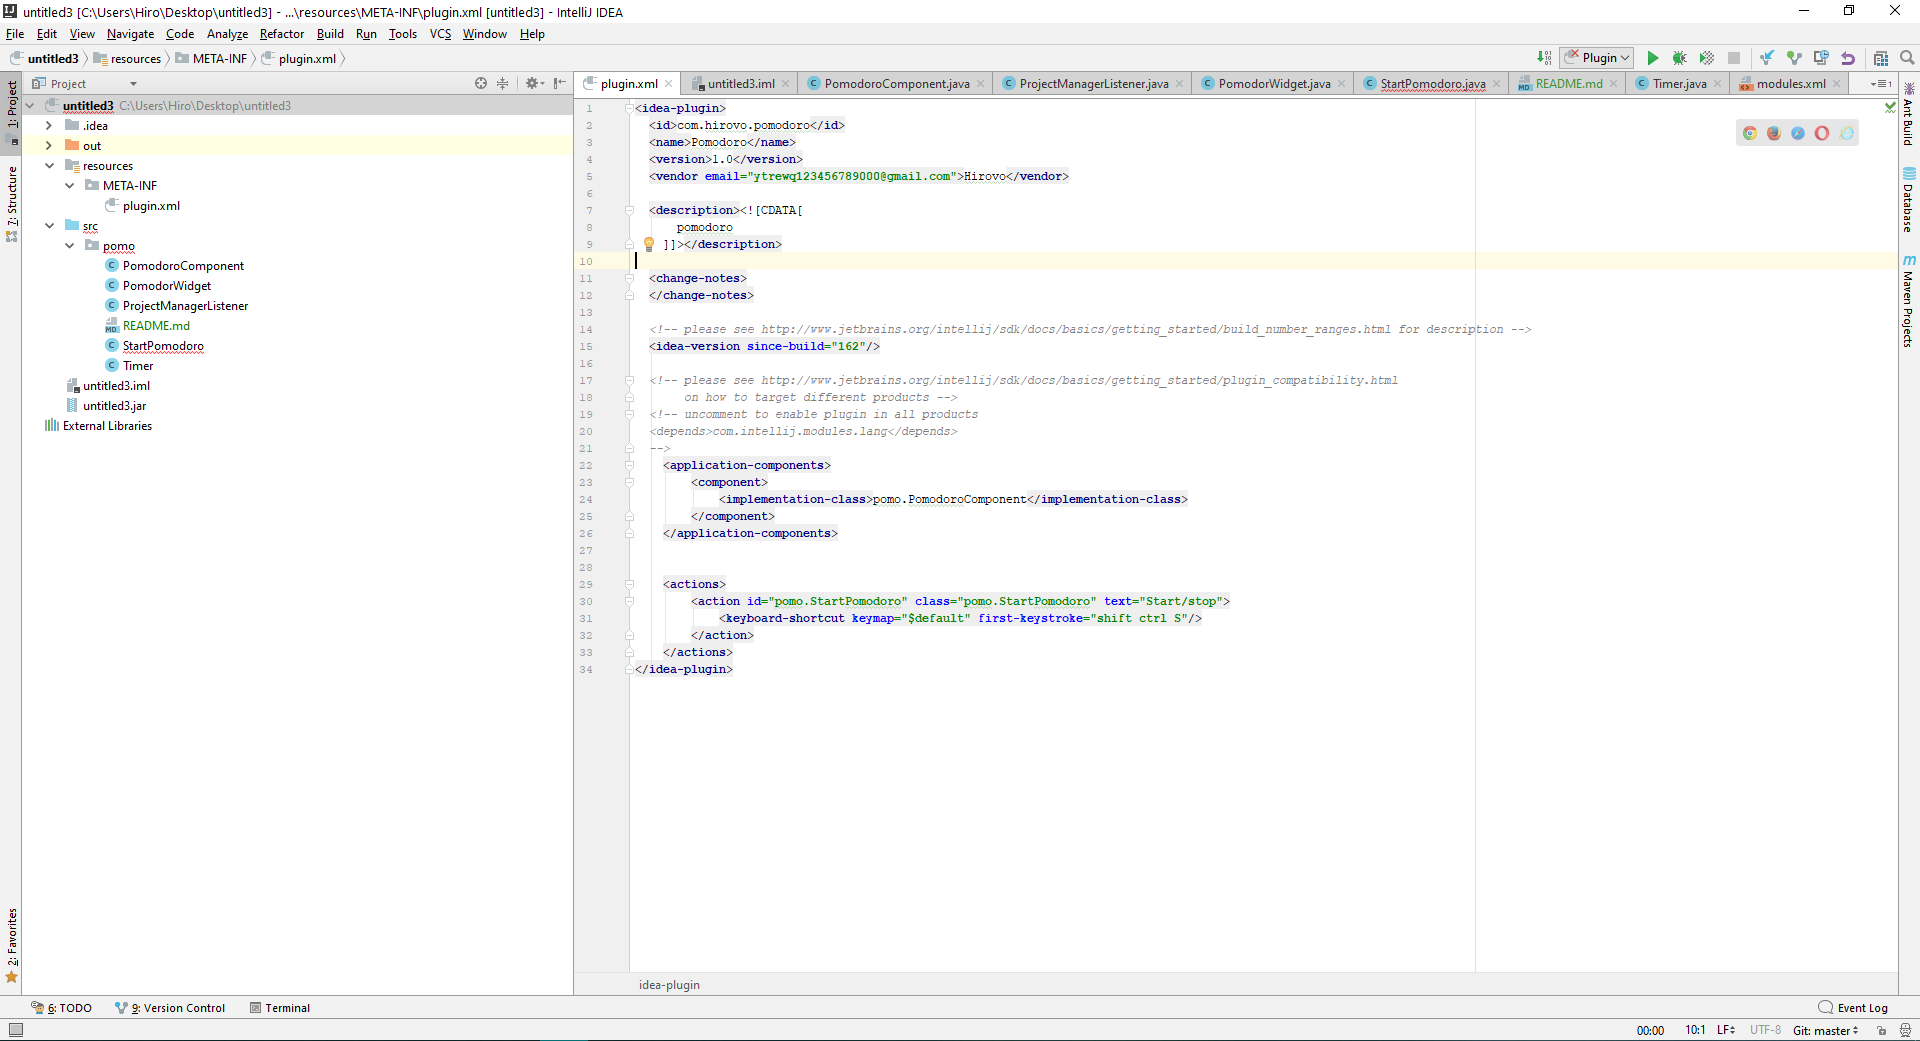 untitled3 [C:\Users\Hiro\Desktop\untitled3] - ...\resources\META-INF\plugin.xml [untitled3] - IntelliJ IDEA
File Edit View Navigate Code Analyze Refactor Build Run Tools VCS Window Help
untitled3 resources META-INF plugin.xml Plugin
Project
plugin.xml untitled3.iml PomodoroComponent.java ProjectManagerListener.java PomodorWidget.java StartPomodoro.java README.md Timer.java modules.xml
1: Project
7: Structure
2: Favorites
untitled3 C:\Users\Hiro\Desktop\untitled3
.idea
out
resources
META-INF
plugin.xml
src
pomo
PomodoroComponent
PomodorWidget
ProjectManagerListener
README.md
StartPomodoro
Timer
untitled3.iml
untitled3.jar
External Libraries
1 <idea-plugin>
2 <id>com.hirovo.pomodoro</id>
3 <name>Pomodoro</name>
4 <version>1.0</version>
5 <vendor email="ytrewq123456789000@gmail.com">Hirovo</vendor>
6
7 <description><![CDATA[
8 pomodoro
9 ]]></description>
10
11 <change-notes>
12 </change-notes>
13
14 <!-- please see http://www.jetbrains.org/intellij/sdk/docs/basics/getting_started/build_number_ranges.html for description -->
15 <idea-version since-build="162"/>
16
17 <!-- please see http://www.jetbrains.org/intellij/sdk/docs/basics/getting_started/plugin_compatibility.html
18 on how to target different products -->
19 <!-- uncomment to enable plugin in all products
20 <depends>com.intellij.modules.lang</depends>
21 -->
22 <application-components>
23 <component>
24 <implementation-class>pomo.PomodoroComponent</implementation-class>
25 </component>
26 </application-components>
27
28
29 <actions>
30 <action id="pomo.StartPomodoro" class="pomo.StartPomodoro" text="Start/stop">
31 <keyboard-shortcut keymap="$default" first-keystroke="shift ctrl S"/>
32 </action>
33 </actions>
34 </idea-plugin>
idea-plugin
Ant Build
Database
Maven Projects
6: TODO 9: Version Control Terminal Event Log
00:00 10:1 LF UTF-8 Git: master